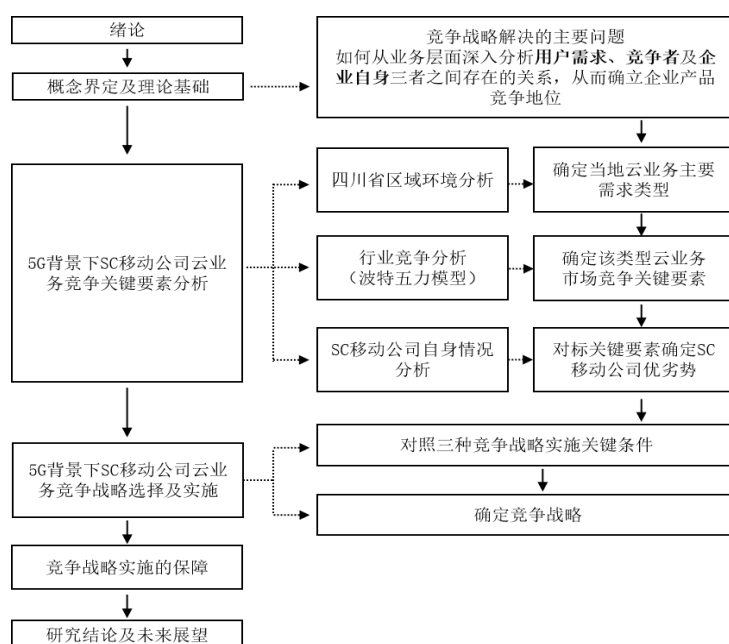 绪论
概念界定及理论基础
5G背景下SC移动公司云业
务竞争关键要素分析
5G背景下SC移动公司云业
务竞争战略选择及实施
竞争战略实施的保障
研究结论及未来展望
竞争战略解决的主要问题
如何从业务层面深入分析用户需求、竞争者及企
业自身三者之间存在的关系，从而确立企业产品
竞争地位
四川省区域环境分析
确定当地云业务主要
需求类型
行业竞争分析
（波特五力模型）
确定该类型云业务
市场竞争关键要素
SC移动公司自身情况
分析
对标关键要素确定SC
移动公司优劣势
对照三种竞争战略实施关键条件
确定竞争战略